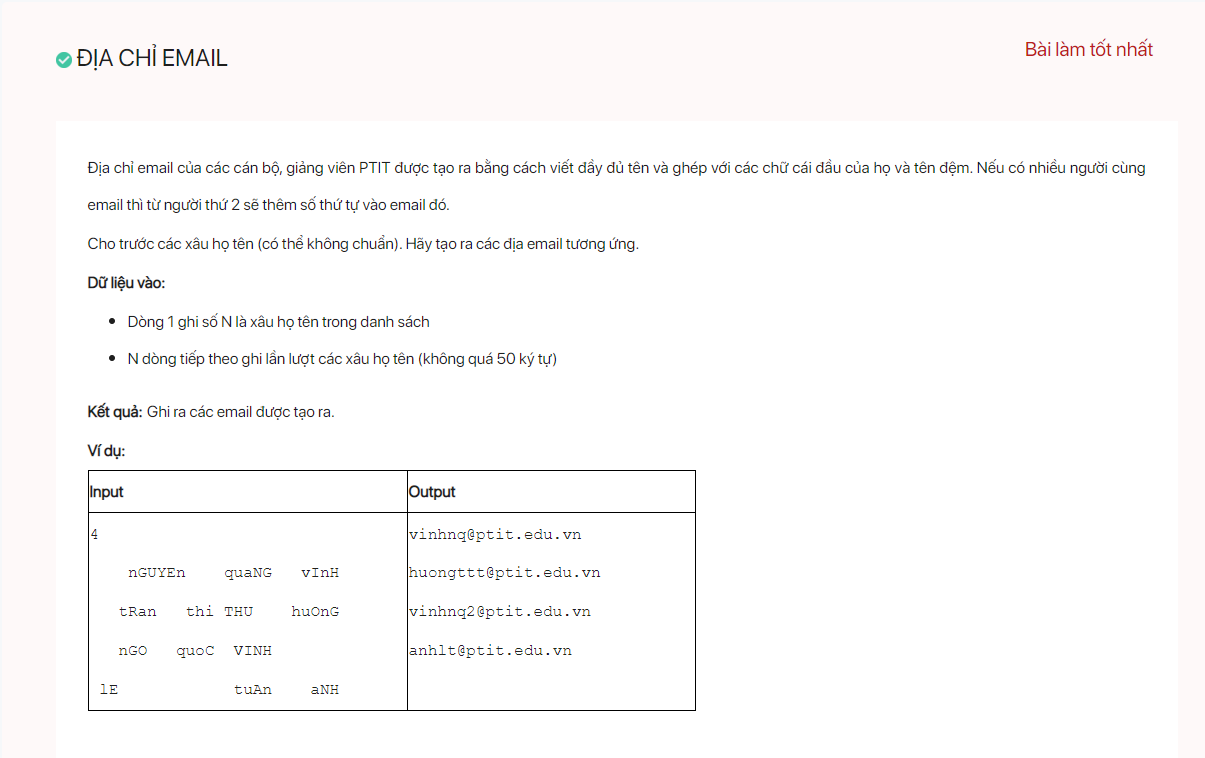 ĐỊA CHỈ EMAIL
Bài làm tốt nhất
Địa chỉ email của các cán bộ, giảng viên PTIT được tạo ra bằng cách viết đầy đủ tên và ghép với các chữ cái đầu của họ và tên đệm. Nếu có nhiều người cùng
email thì từ người thứ 2 sẽ thêm số thứ tự vào email đó.
Cho trước các xâu họ tên (có thể không chuẩn). Hãy tạo ra các địa email tương ứng.
Dữ liệu vào:
• Dòng 1 ghi số N là xâu họ tên trong danh sách
• N dòng tiếp theo ghi lần lượt các xâu họ tên (không quá 50 ký tự)
Kết quả: Ghi ra các email được tạo ra.
Ví dụ:
Input
Output
4
nGUYEn quaNG vInH
tRan thi THU huOnG
nGO quoC VINH
lE tuAn aNH
vinhnq@ptit.edu.vn
huongttt@ptit.edu.vn
vinhnq2@ptit.edu.vn
anhlt@ptit.edu.vn